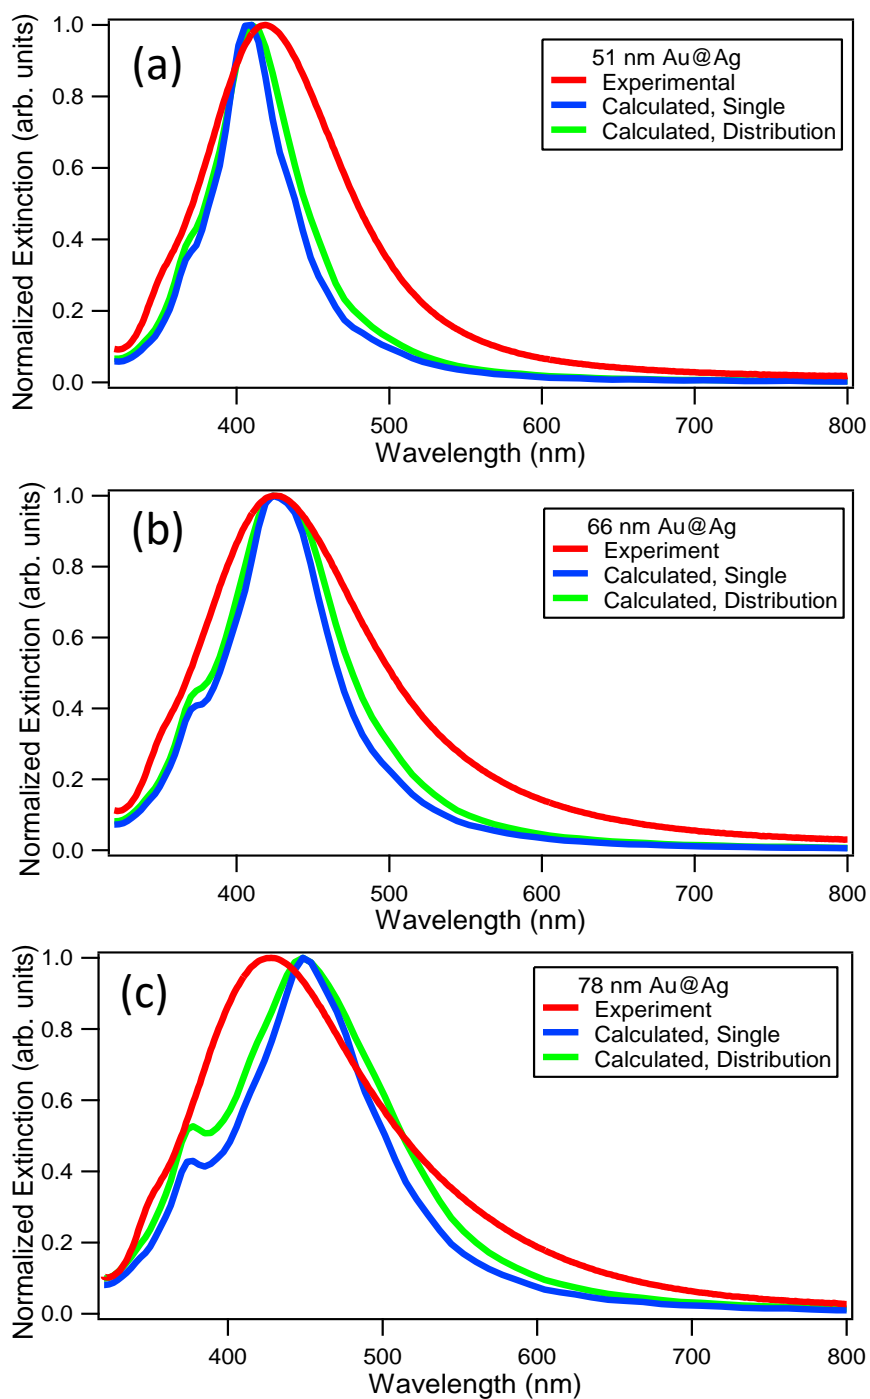 (a)
51 nm Au@Ag
Experimental
Calculated, Single
Calculated, Distribution
Normalized Extinction (arb. units)
1.0
0.8
0.6
0.4
0.2
0.0
400 500 600 700 800
Wavelength (nm)
(b)
66 nm Au@Ag
Experiment
Calculated, Single
Calculated, Distribution
Normalized Extinction (arb. units)
1.0
0.8
0.6
0.4
0.2
0.0
400 500 600 700 800
Wavelength (nm)
(c)
78 nm Au@Ag
Experiment
Calculated, Single
Calculated, Distribution
Normalized Extinction (arb. units)
1.0
0.8
0.6
0.4
0.2
0.0
400 500 600 700 800
Wavelength (nm)